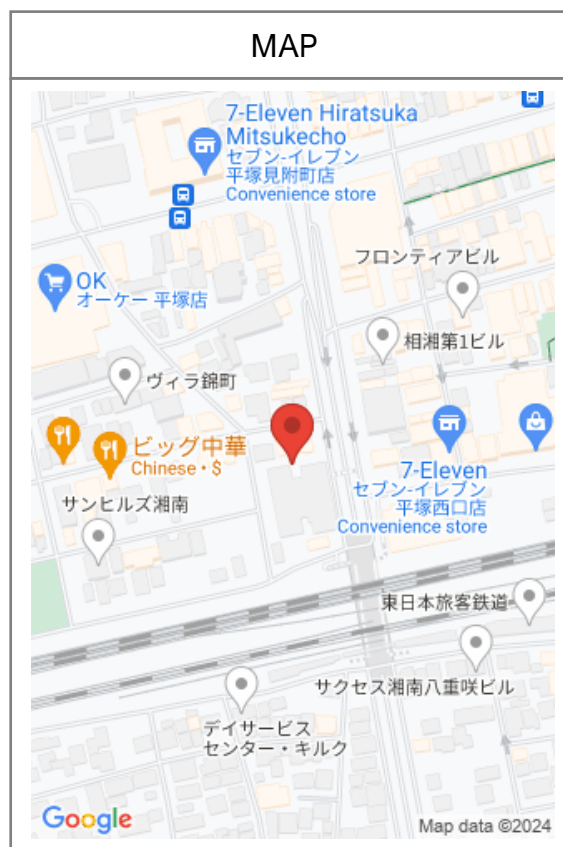 MAP
7-Eleven Hiratsuka
Mitsukecho
セブン-イレブン
平塚見附町店
Convenience store
フロンティアビル
OK
オーケー 平塚店
相湘第1ビル
ヴィラ錦町
ビッグ中華
Chinese・$
7-Eleven
セブン-イレブン
平塚西口店
Convenience store
サンヒルズ湘南
東日本旅客鉄道
サクセス湘南八重咲ビル
デイサービス
センター・キルク
Google
Map data ©2024